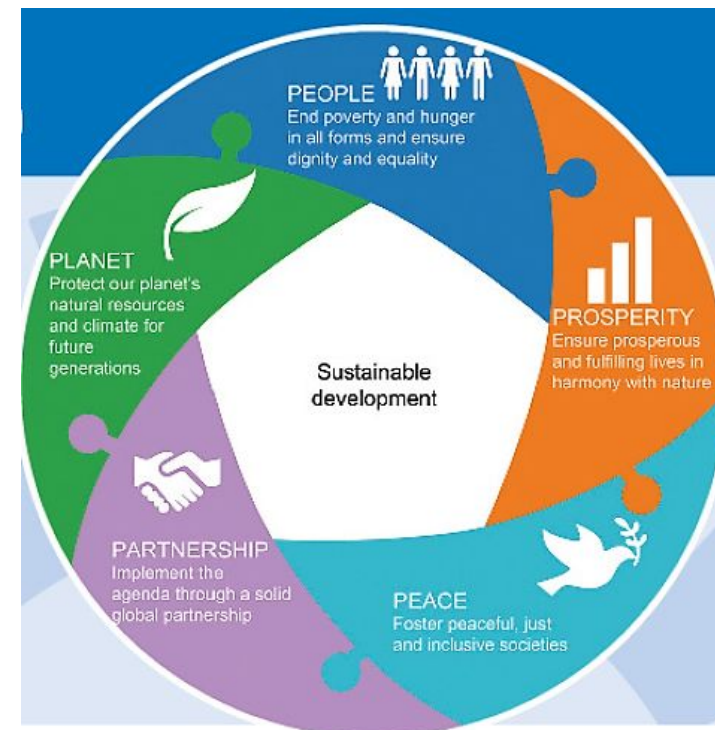 PEOPLE
End poverty and hunger
in all forms and ensure
dignity and equality
PROSPERITY
Ensure prosperous
and fulfilling lives in
harmony with nature
PEACE
Foster peaceful, just
and inclusive societies
PARTNERSHIP
Implement the
agenda through a solid
global partnership
PLANET
Protect our planet's
natural resources
and climate for
future
generations
Sustainable
development